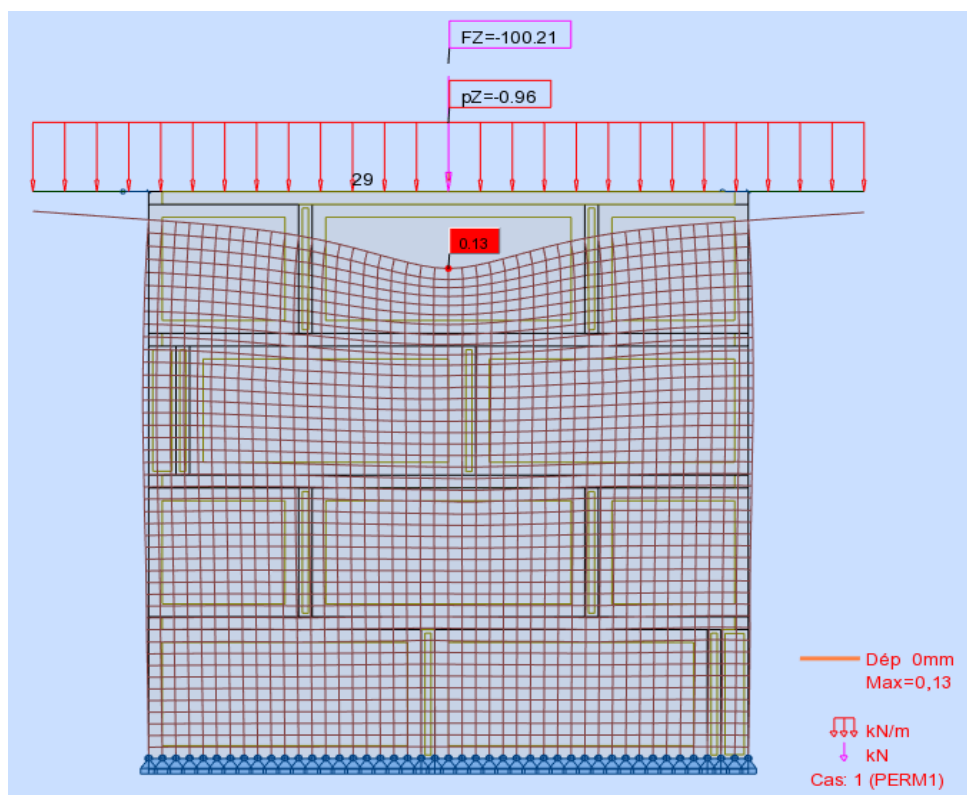 FZ=-100.21
pZ=-0.96
29
0.13
Dép 0mm
Max=0,13
kN/m
kN
Cas: 1 (PERM1)